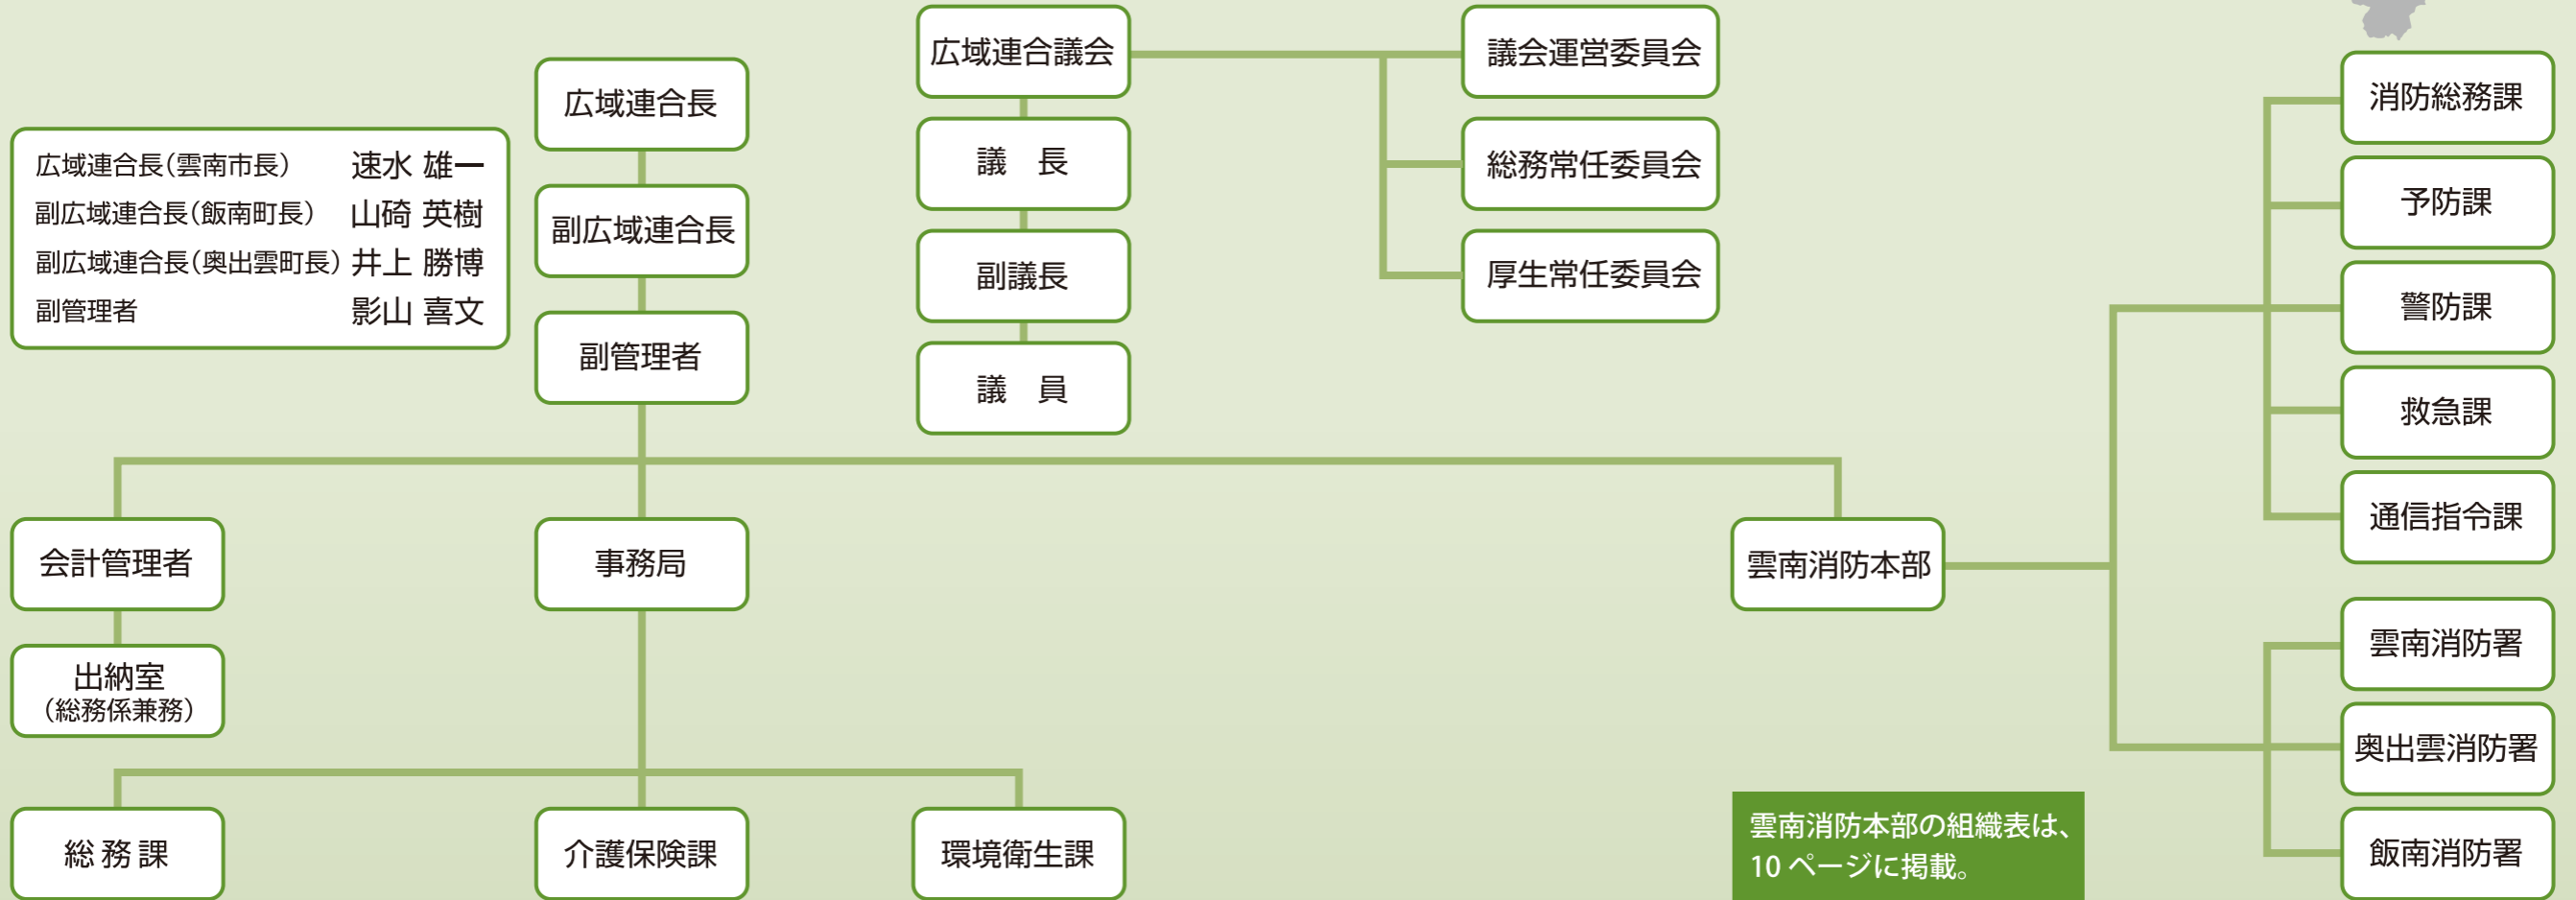 広域連合長(雲南市長) 速水 雄一
副広域連合長(飯南町長) 山碕 英樹
副広域連合長(奥出雲町長) 井上 勝博
副管理者 影山 喜文
広域連合長
副広域連合長
副管理者
広域連合議会
議 長
副議長
議 員
議会運営委員会
総務常任委員会
厚生常任委員会
会計管理者
出納室
(総務係兼務)
事務局
総務課
介護保険課
環境衛生課
雲南消防本部
消防総務課
予防課
警防課
救急課
通信指令課
雲南消防署
奥出雲消防署
飯南消防署
雲南消防本部の組織表は、
10 ページに掲載。